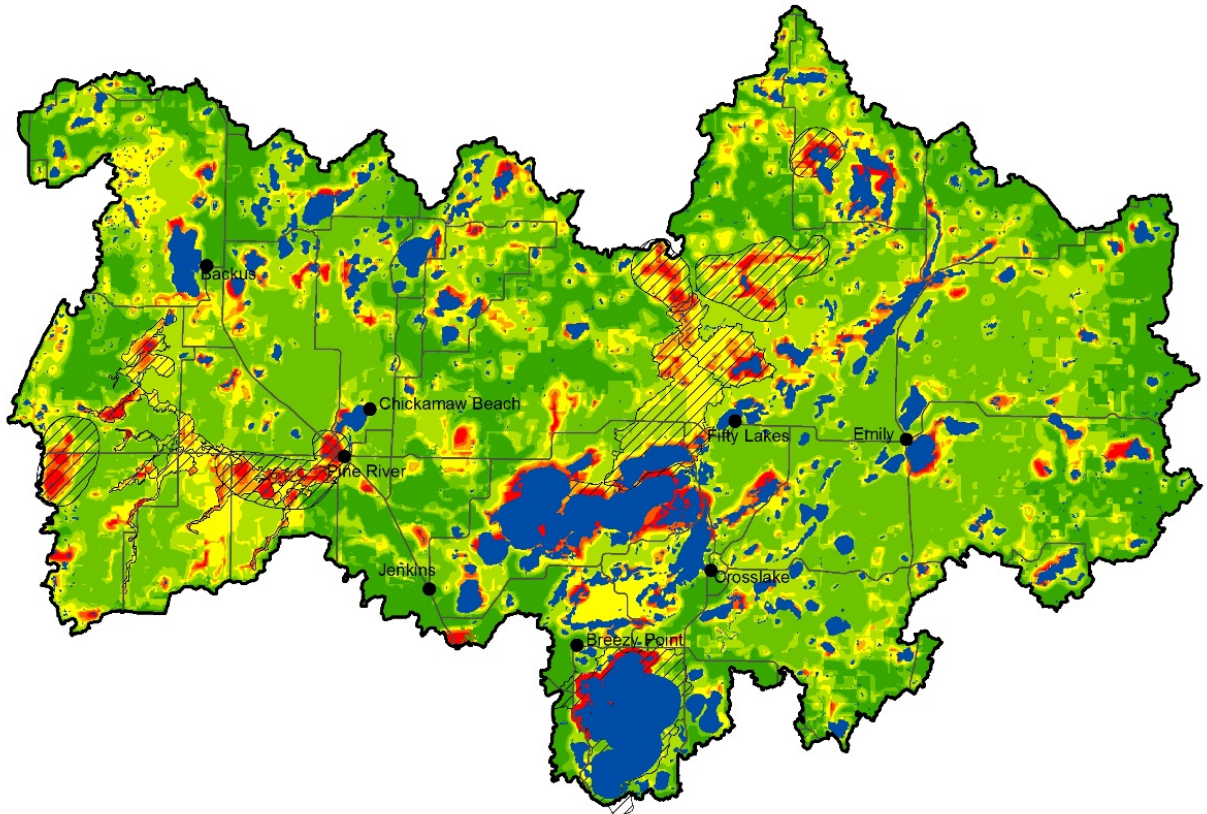 Backus
Chickamaw Beach
Fifty Lakes
Emily
Pine River
Jenkins
Crosslake
Breezy Point